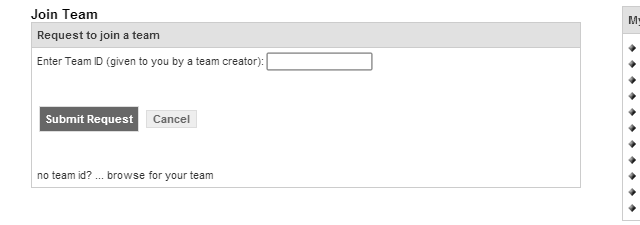 Join Team
Request to join a team
My
Enter Team ID (given to you by a team creator):
Submit Request Cancel
no team id? ... browse for your team